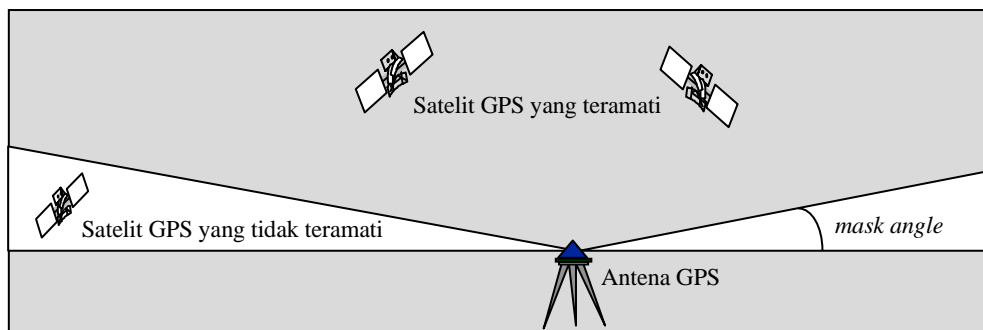 Satelit GPS yang teramati
Satelit GPS yang tidak teramati
mask angle
Antena GPS